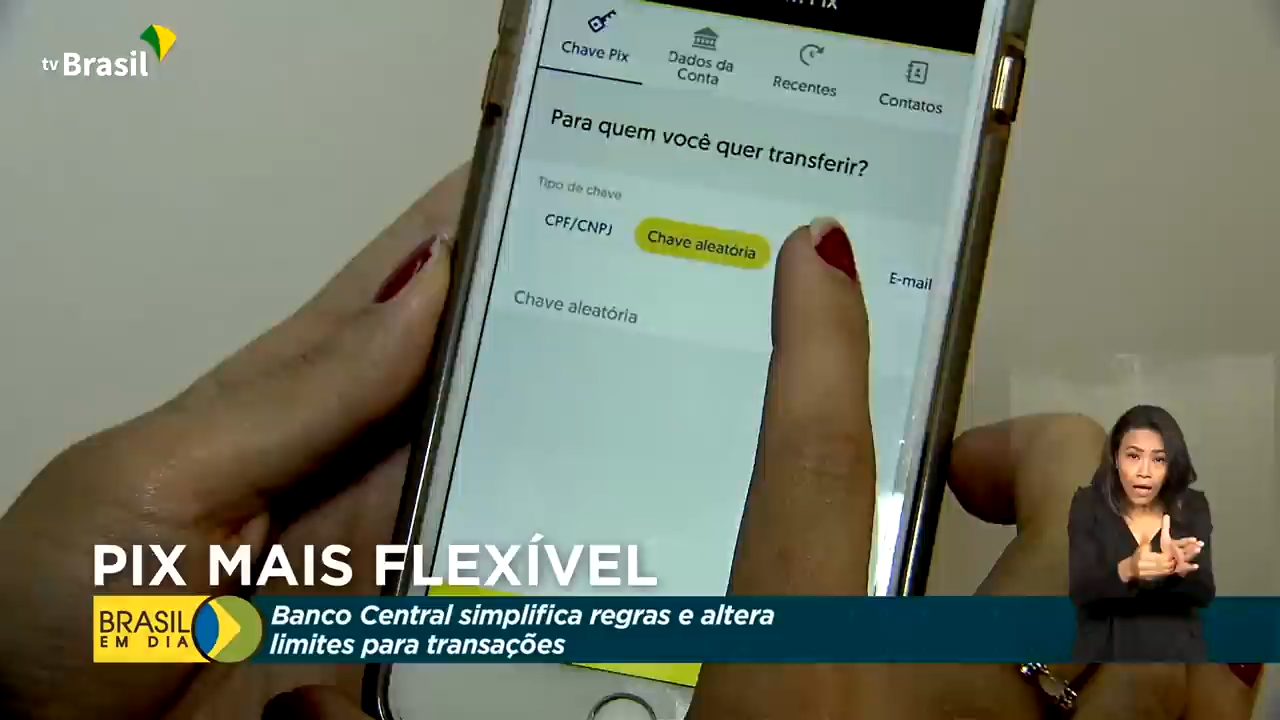 tv Brasil
Chave Pix
Dados da
Conta
Recentes
Contatos
Para quem você quer transferir?
Tipo de chave
CPF/CNPJ
Chave aleatória
E-mail
Chave aleatória
PIX MAIS FLEXÍVEL
BRASIL
EM DIA
Banco Central simplifica regras e altera
limites para transações